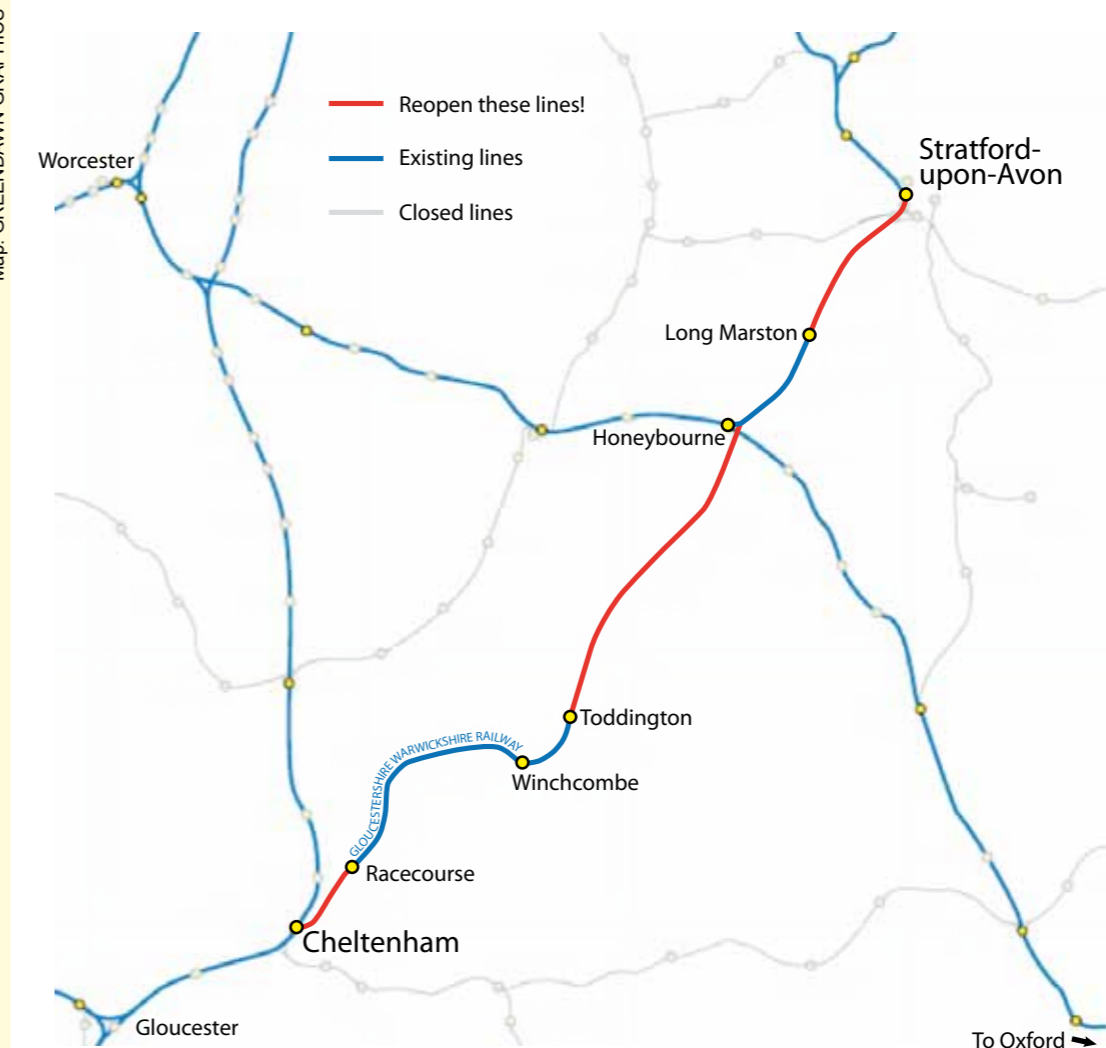 Worcester
Reopen these lines!
Existing lines
Closed lines
Stratford-
upon-Avon
Long Marston
Honeybourne
Toddington
GLOUCESTERSHIRE WARWICKSHIRE RAILWAY
Winchcombe
Racecourse
Cheltenham
Gloucester
To Oxford